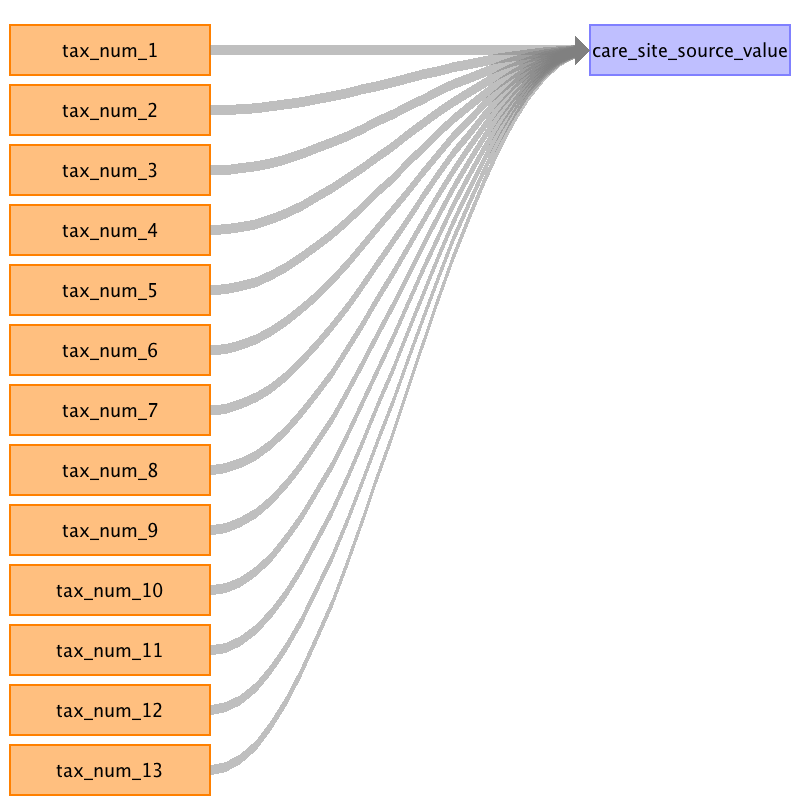 tax_num_1
care_site_source_value
tax_num_2
tax_num_3
tax_num_4
tax_num_5
tax_num_6
tax_num_7
tax_num_8
tax_num_9
tax_num_10
tax_num_11
tax_num_12
tax_num_13